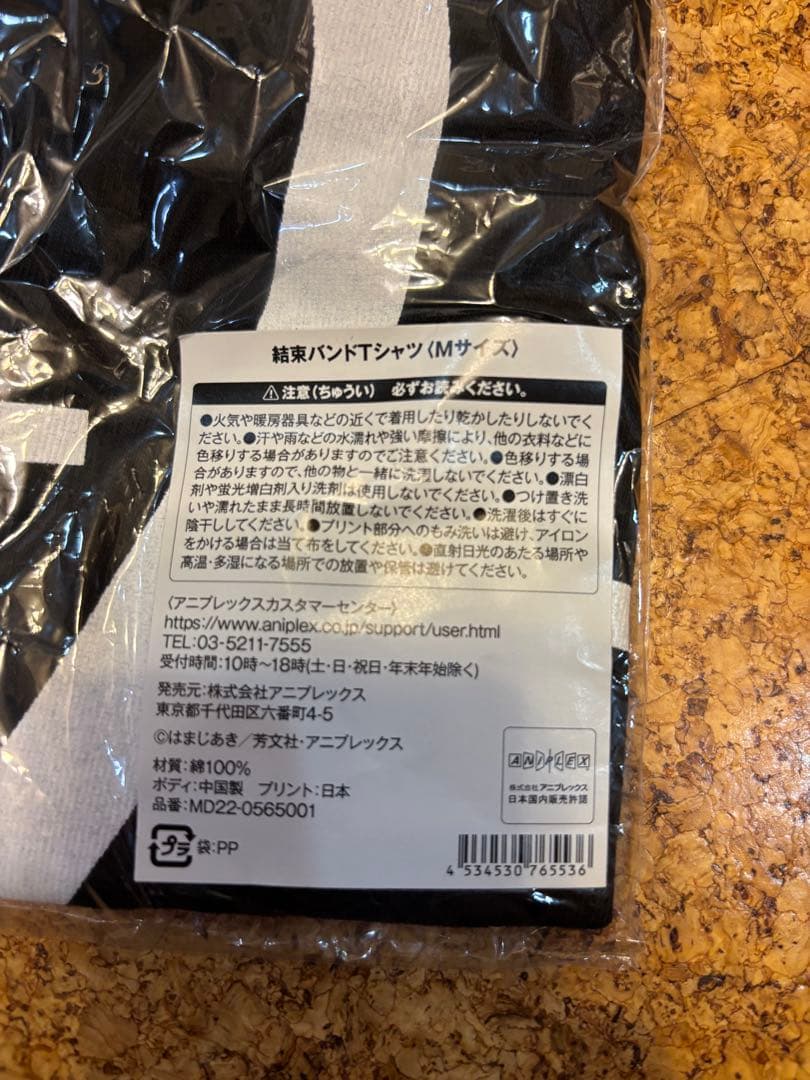 結束バンドTシャツ〈Mサイズ〉
⚠注意(ちゅうい) 必ずお読みください。
●火気や暖房器具などの近くで着用したり乾かしたりしないでく
ださい。●汗や雨などの水濡れや強い摩擦により、他の衣料などに
色移りする場合がありますのでご注意ください。●色移りする場
合がありますので、他の物と一緒に洗濯しないでください。●漂白
剤や蛍光増白剤入り洗剤は使用しないでください。●つけ置き洗
いや濡れたまま長時間放置しないでください。●洗濯後はすぐに
陰干ししてください。●プリント部分へのもみ洗いは避け、アイロン
をかける場合は当て布をしてください。●直射日光のあたる場所や
高温・多湿になる場所での放置や保管は避けてください。
〈アニプレックスカスタマーセンター〉
https://www.aniplex.co.jp/support/user.html
TEL:03-5211-7555
受付時間:10時〜18時(土・日・祝日・年末年始除く)
発売元:株式会社アニプレックス
東京都千代田区六番町4-5
©はまじあき/芳文社・アニプレックス
材質:綿100%
ボディ:中国製 プリント:日本
品番:MD22-0565001
プラ 袋:PP
ANIPLEX
株式会社アニプレックス
日本国内販売許諾
4 534530 765536